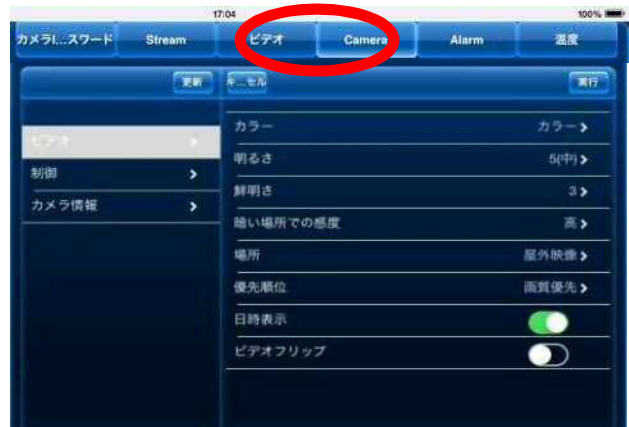 17:04 100%
カメラI...スワード Stream ビデオ Camera Alarm 温度
更新 キ...セル 実行
ビデオ
制御
カメラ情報
カラー カラー
明るさ 5(中)
鮮明さ 3
暗い場所での感度 高
場所 屋外映像
優先順位 画質優先
日時表示
ビデオフリップ